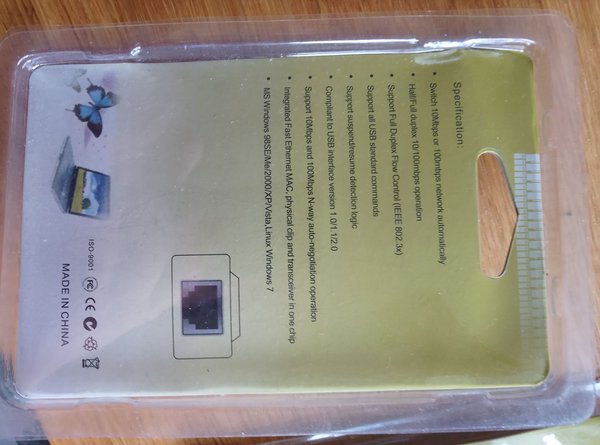 Specification:
• Switch 10Mbps or 100mbps network automatically
• Half/Full duplex 10/100mbps operation
• Support Full Duplex Flow Control (IEEE 802.3x)
• Support all USB standard commands
• Support suspend/resume detection logic
• Compliant to USB interface version 1.0/1.1/2.0
• Support 10Mbps and 100Mbps N-way auto-negotiation operation
• Integrated Fast Ethernet MAC, physical clip and transceiver in one chip
• MS Windows 98SE/Me/2000/XP/Vista,Linux Windows 7
ISO-9001 FC CE
MADE IN CHINA